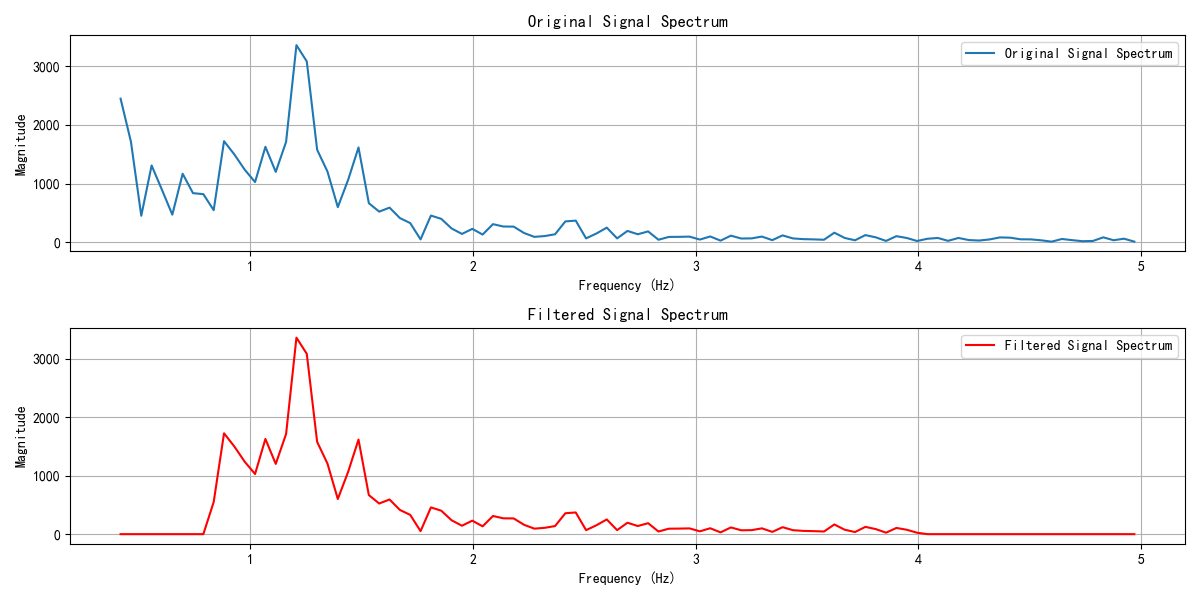 Original Signal Spectrum
Original Signal Spectrum
Magnitude
3000
2000
1000
0
1 2 3 4 5
Frequency (Hz)
Filtered Signal Spectrum
Filtered Signal Spectrum
Magnitude
3000
2000
1000
0
1 2 3 4 5
Frequency (Hz)